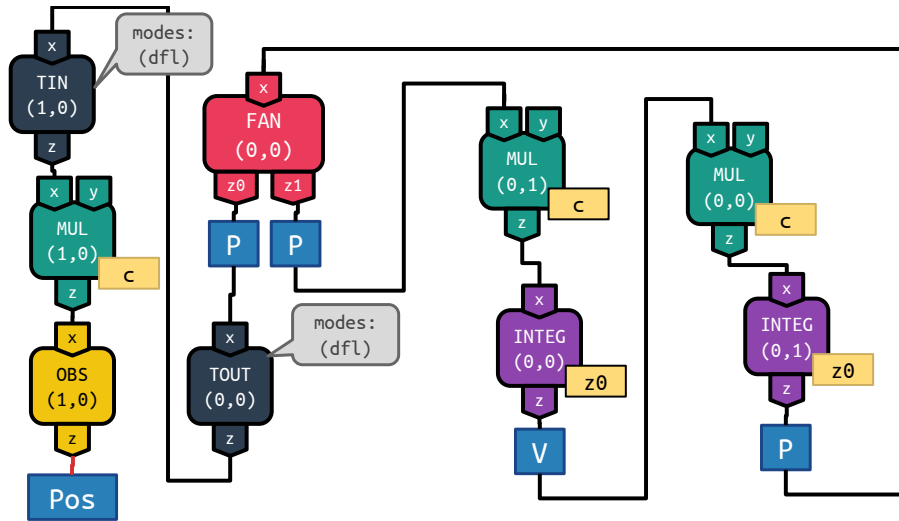 x
TIN
(1,0)
z
modes:
(dfl)
x y
MUL
(1,0)
c
z
x
OBS
(1,0)
z
Pos
x
FAN
(0,0)
z0 z1
P P
x
TOUT
(0,0)
z
modes:
(dfl)
x y
MUL
(0,1)
c
z
x
INTEG
(0,0)
z0
z
V
x y
MUL
(0,0)
c
z
x
INTEG
(0,1)
z0
z
P